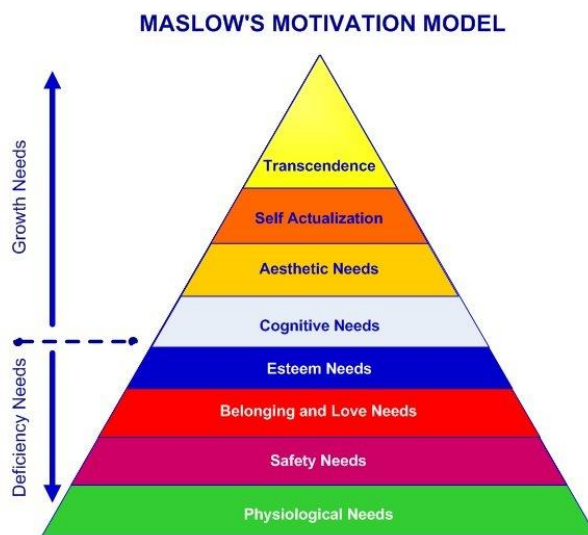 MASLOW'S MOTIVATION MODEL
Growth Needs
Deficiency Needs
Transcendence
Self Actualization
Aesthetic Needs
Cognitive Needs
Esteem Needs
Belonging and Love Needs
Safety Needs
Physiological Needs